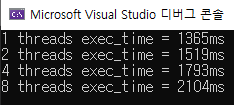 Microsoft Visual Studio 디버그 콘솔
1 threads exec_time = 1365ms
2 threads exec_time = 1519ms
4 threads exec_time = 1793ms
8 threads exec_time = 2104ms